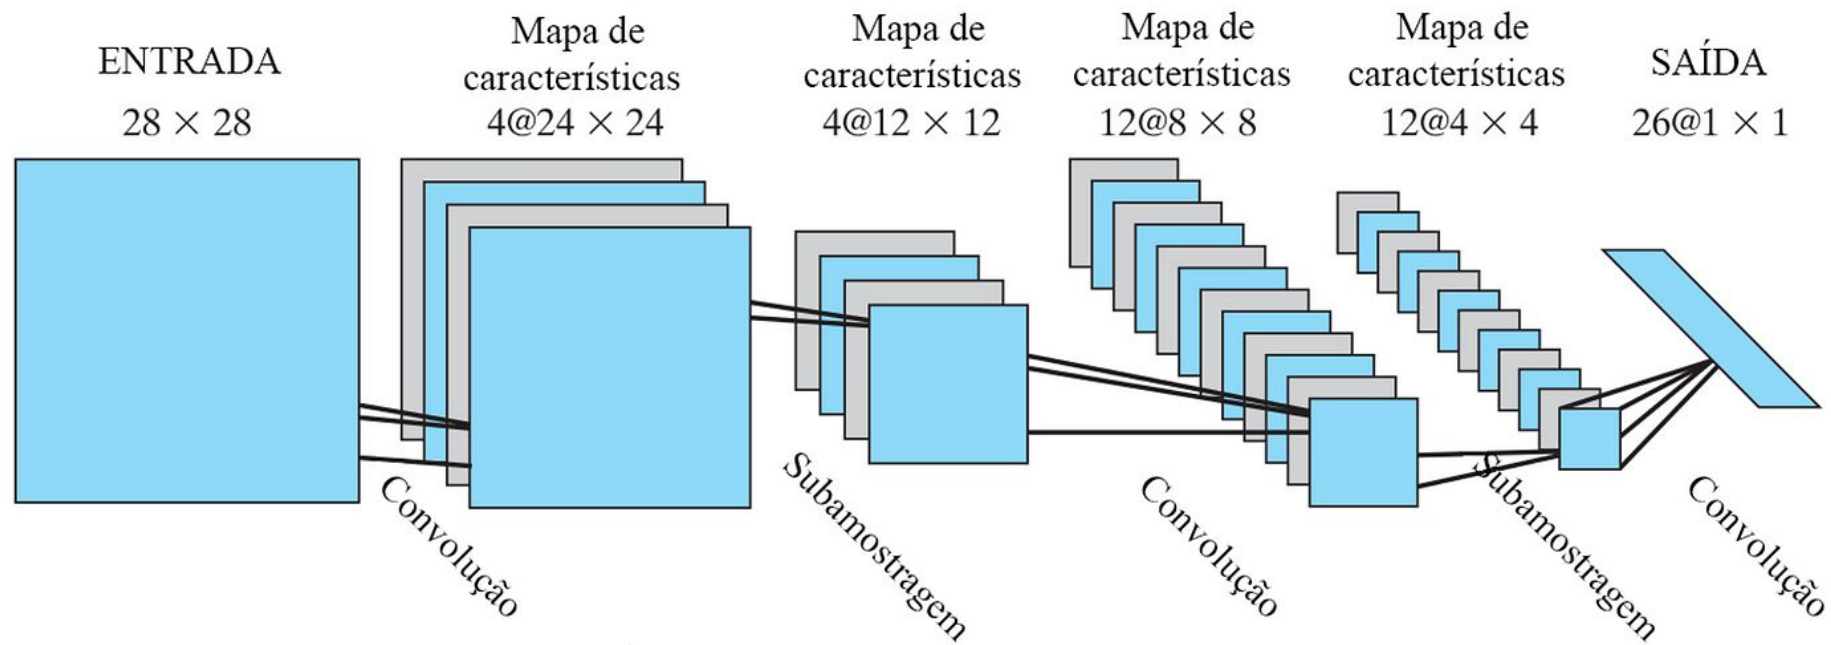 ENTRADA
28 × 28
Mapa de
características
4@24 × 24
Mapa de
características
4@12 × 12
Mapa de
características
12@8 × 8
Mapa de
características
12@4 × 4
SAÍDA
26@1 × 1
Convolução
Subamostragem
Convolução
Subamostragem
Convolução